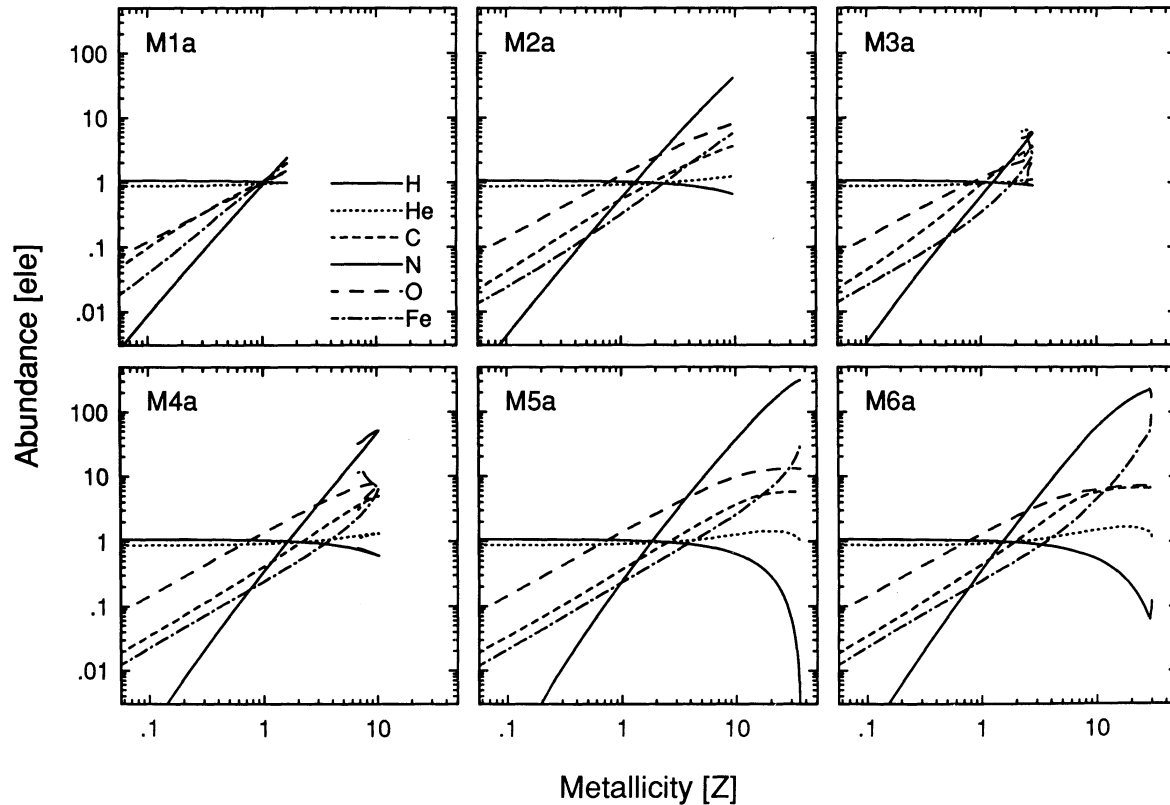 M1a
M2a
M3a
100
10
1
.1
.01
H
He
C
N
O
Fe
Abundance [ele]
M4a
M5a
M6a
100
10
1
.1
.01
.1 1 10
.1 1 10
.1 1 10
Metallicity [Z]